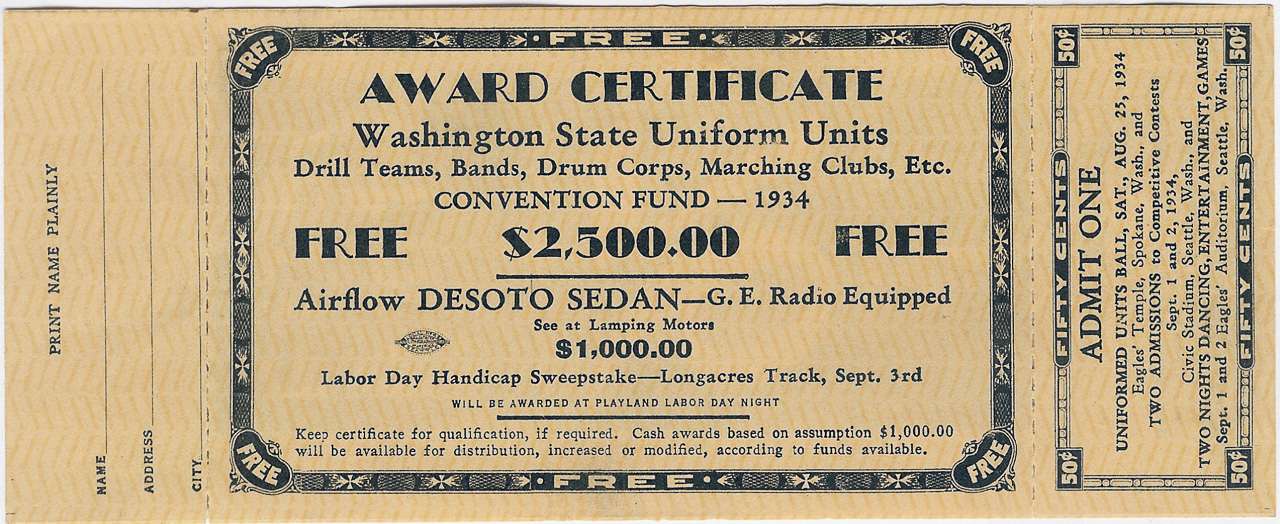 PRINT NAME PLAINLY
NAME
ADDRESS
CITY
FREE
FREE
FREE
AWARD CERTIFICATE
Washington State Uniform Units
Drill Teams, Bands, Drum Corps, Marching Clubs, Etc.
CONVENTION FUND — 1934
FREE $2,500.00 FREE
Airflow DESOTO SEDAN—G. E. Radio Equipped
See at Lamping Motors
$1,000.00
Labor Day Handicap Sweepstake—Longacres Track, Sept. 3rd
WILL BE AWARDED AT PLAYLAND LABOR DAY NIGHT
Keep certificate for qualification, if required. Cash awards based on assumption $1,000.00
will be available for distribution, increased or modified, according to funds available.
FREE
FREE
FREE
50¢ FIFTY CENTS 50¢
ADMIT ONE
UNIFORMED UNITS BALL, SAT., AUG. 25, 1934
Eagles' Temple, Spokane, Wash., and
TWO ADMISSIONS to Competitive Contests
Sept. 1 and 2, 1934,
Civic Stadium, Seattle, Wash., and
TWO NIGHTS DANCING, ENTERTAINMENT, GAMES
Sept. 1 and 2 Eagles' Auditorium, Seattle, Wash.
50¢ FIFTY CENTS 50¢